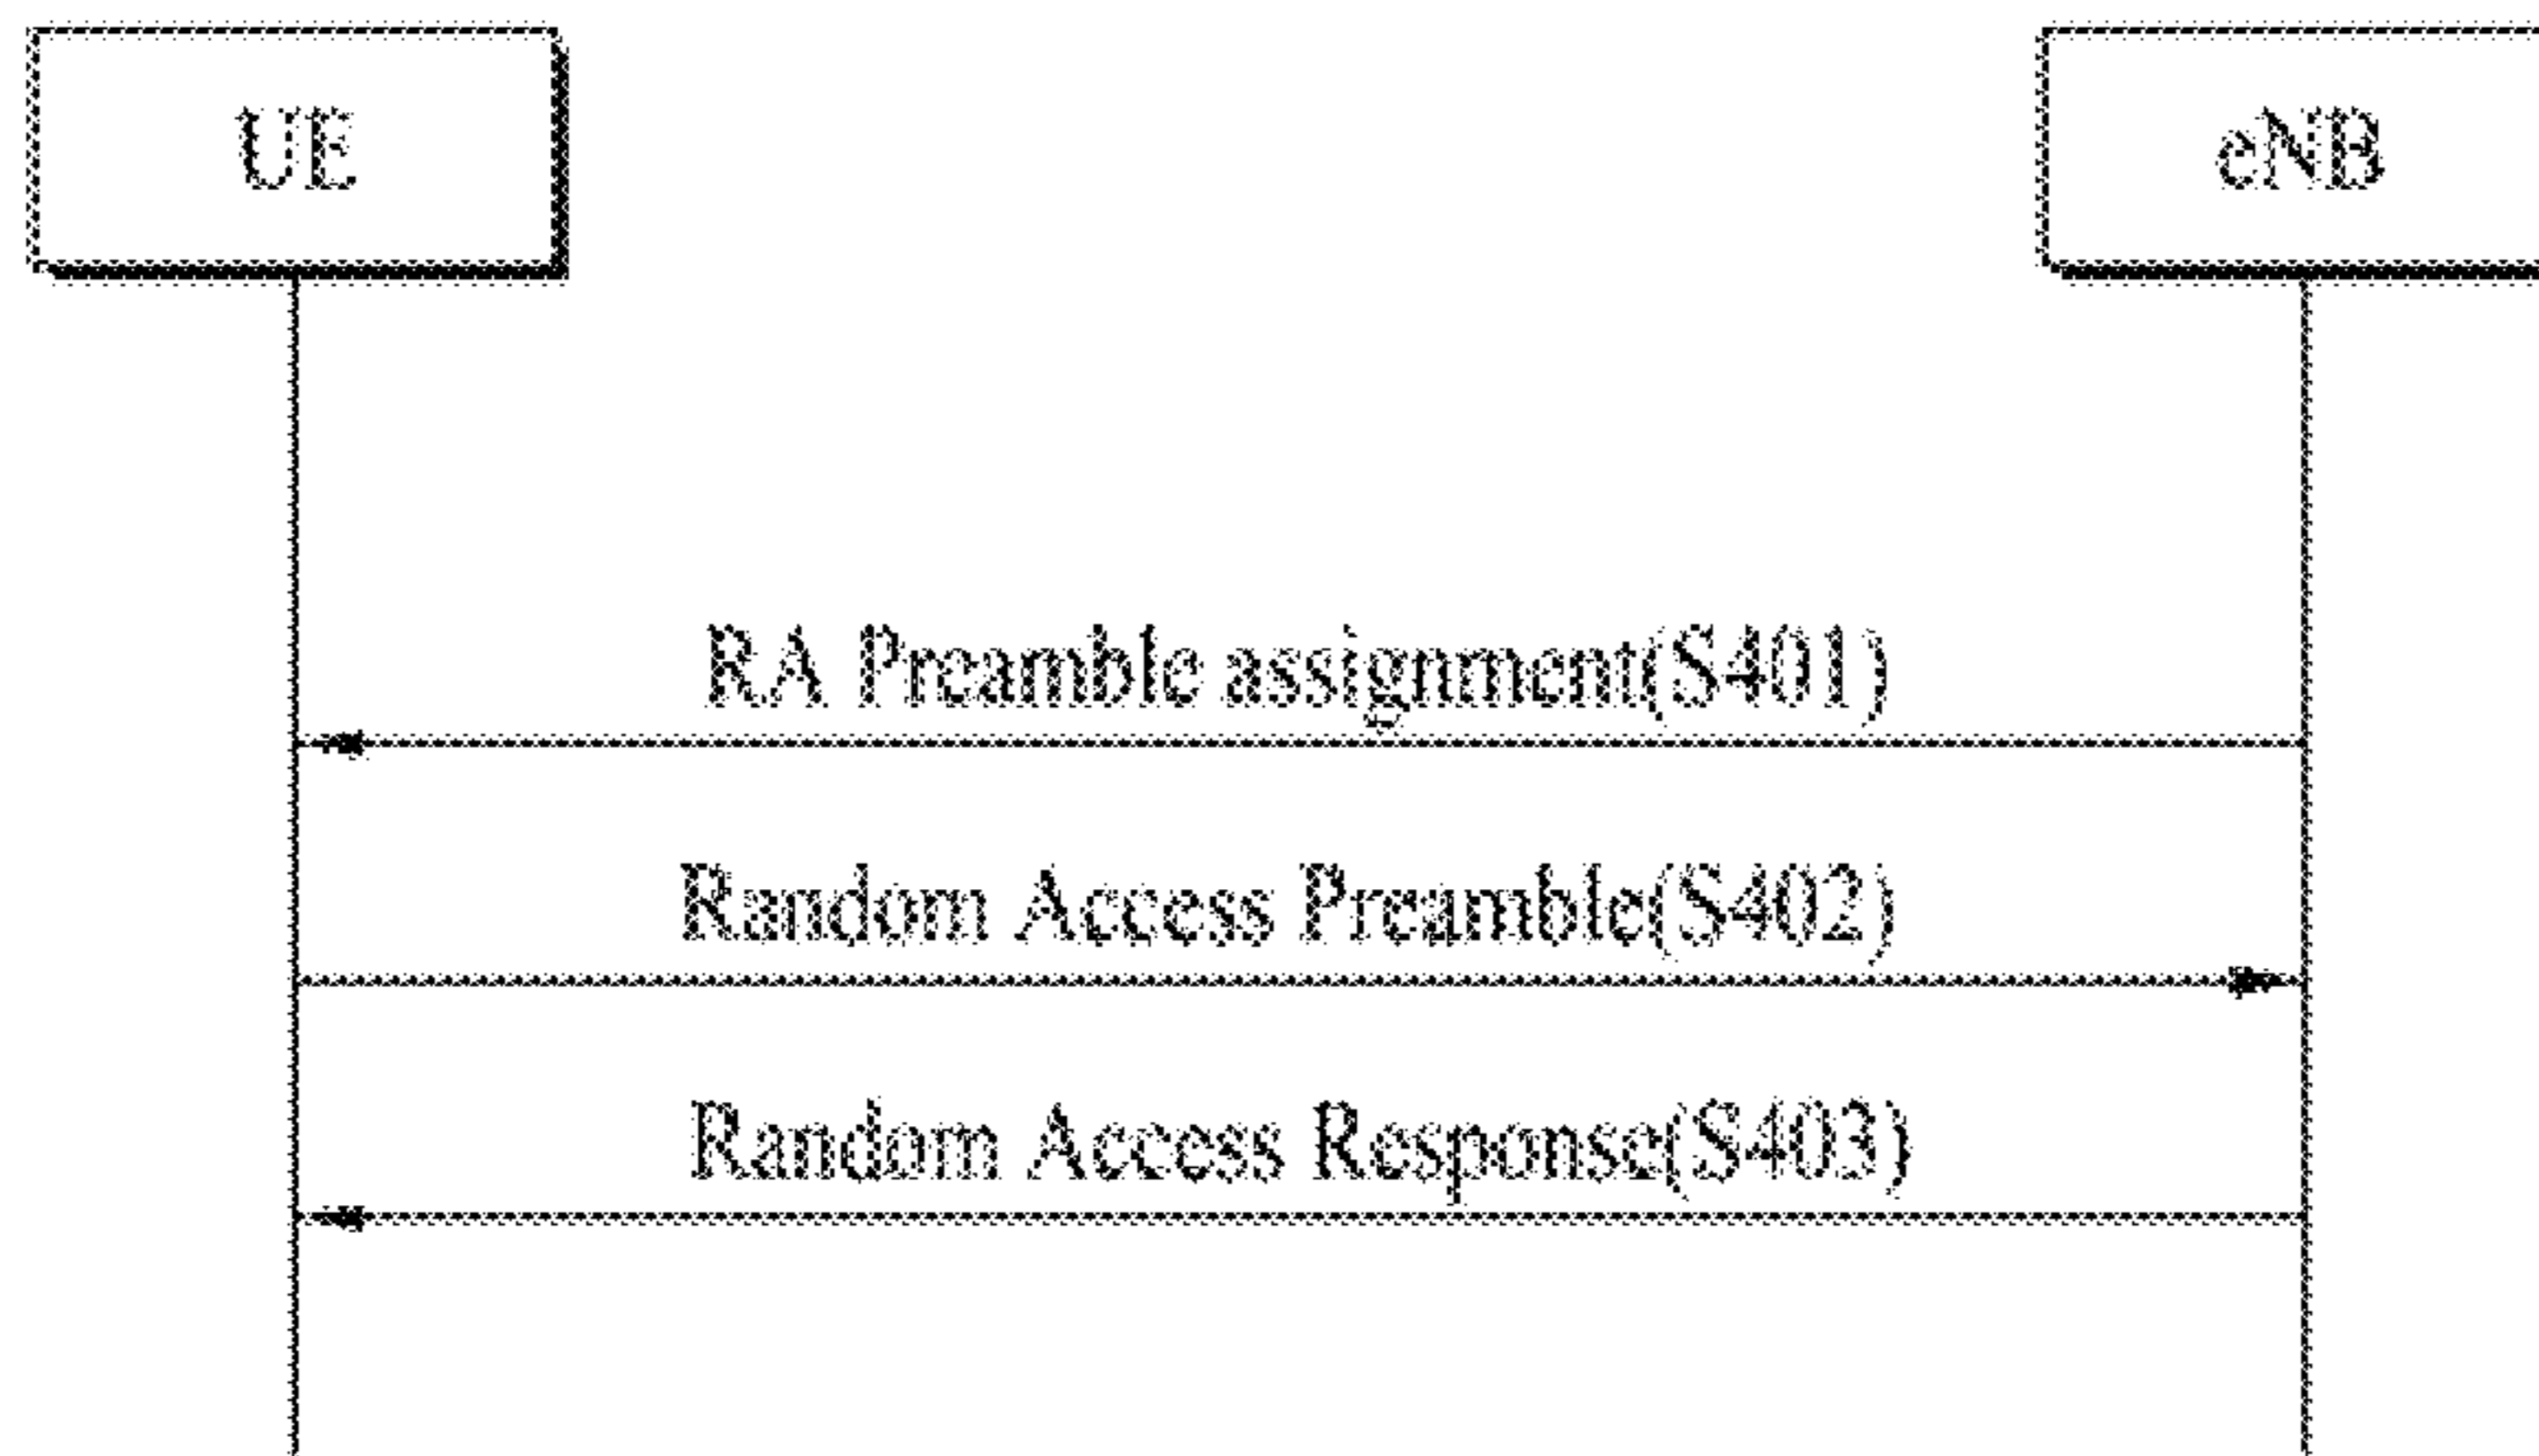 UE
eNB
RA Preamble assignment(S401)
Random Access Preamble(S402)
Random Access Response(S403)